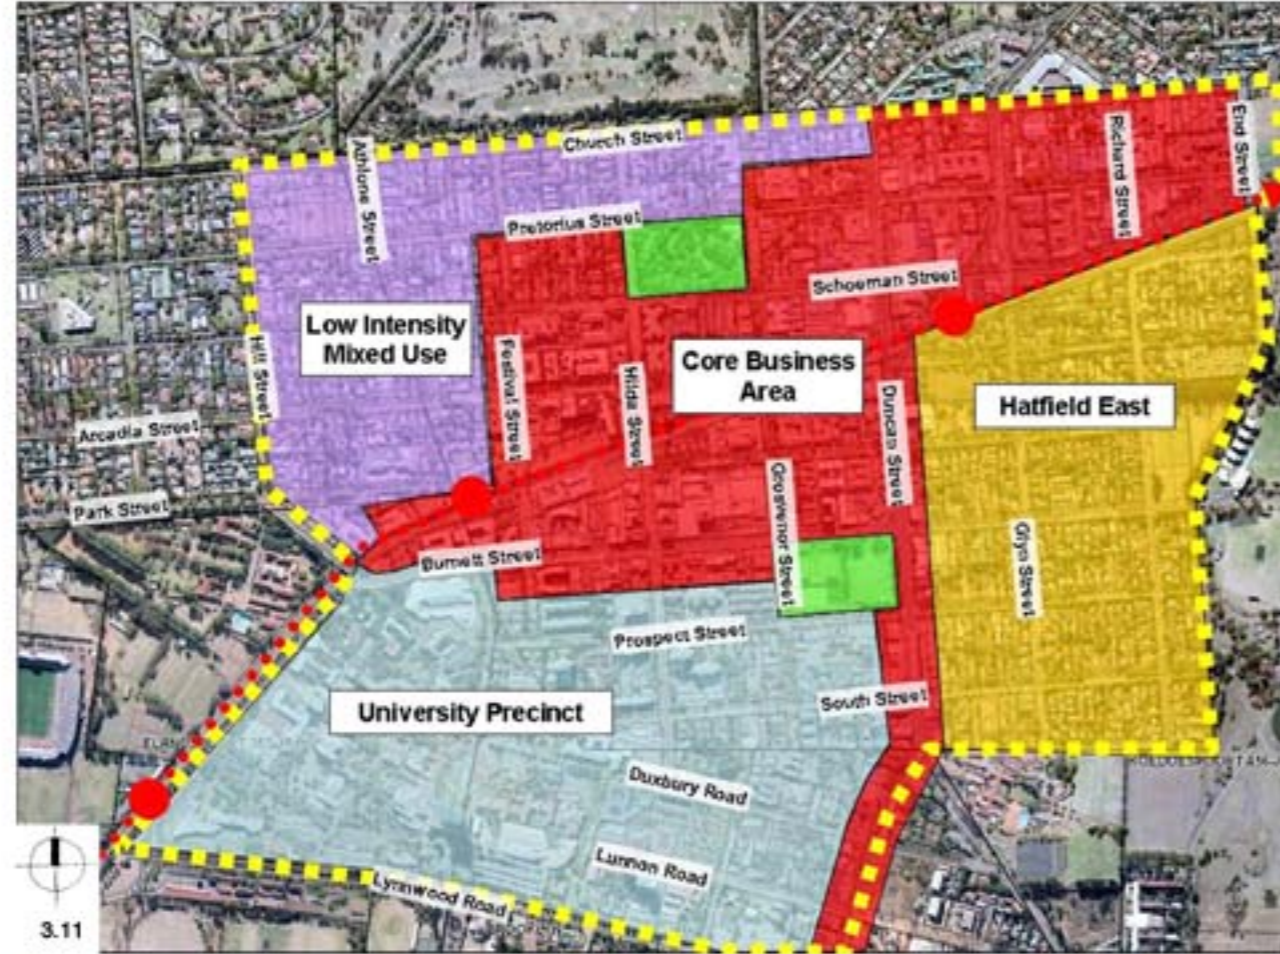 Church Street
Athlone Street
Richard Street
End Street
Pretorius Street
Schoeman Street
Low Intensity
Mixed Use
Hill Street
Festival Street
Hilda Street
Core Business
Area
Duncan Street
Hatfield East
Arcadia Street
Park Street
Grosvenor Street
Glyn Street
Burnett Street
Prospect Street
University Precinct
South Street
Duxbury Road
Lunnon Road
Lynnwood Road
3.11